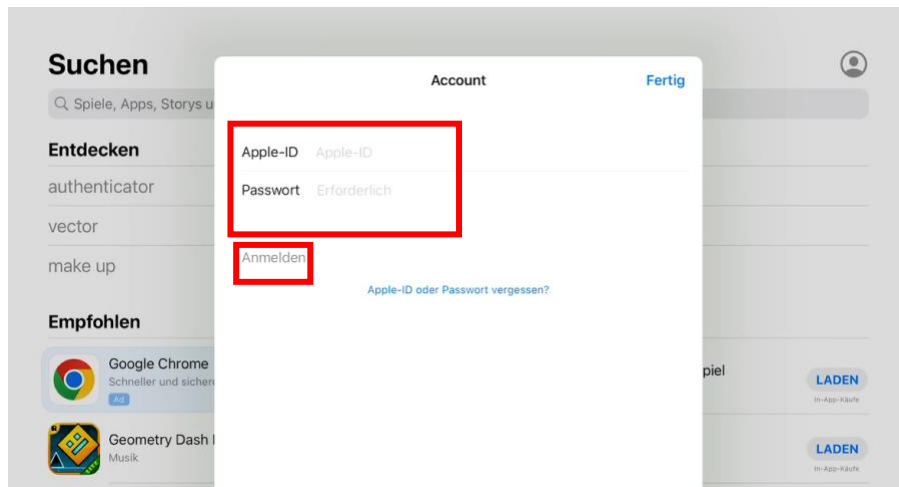 Suchen
Account
Fertig
Spiele, Apps, Storys u
Entdecken
Apple-ID Apple-ID
authenticator
Passwort Erforderlich
vector
Anmelden
make up
Apple-ID oder Passwort vergessen?
Empfohlen
Google Chrome
Schneller und sichere
Ad
piel
LADEN
In-App-Käufe
Geometry Dash
Musik
LADEN
In-App-Käufe